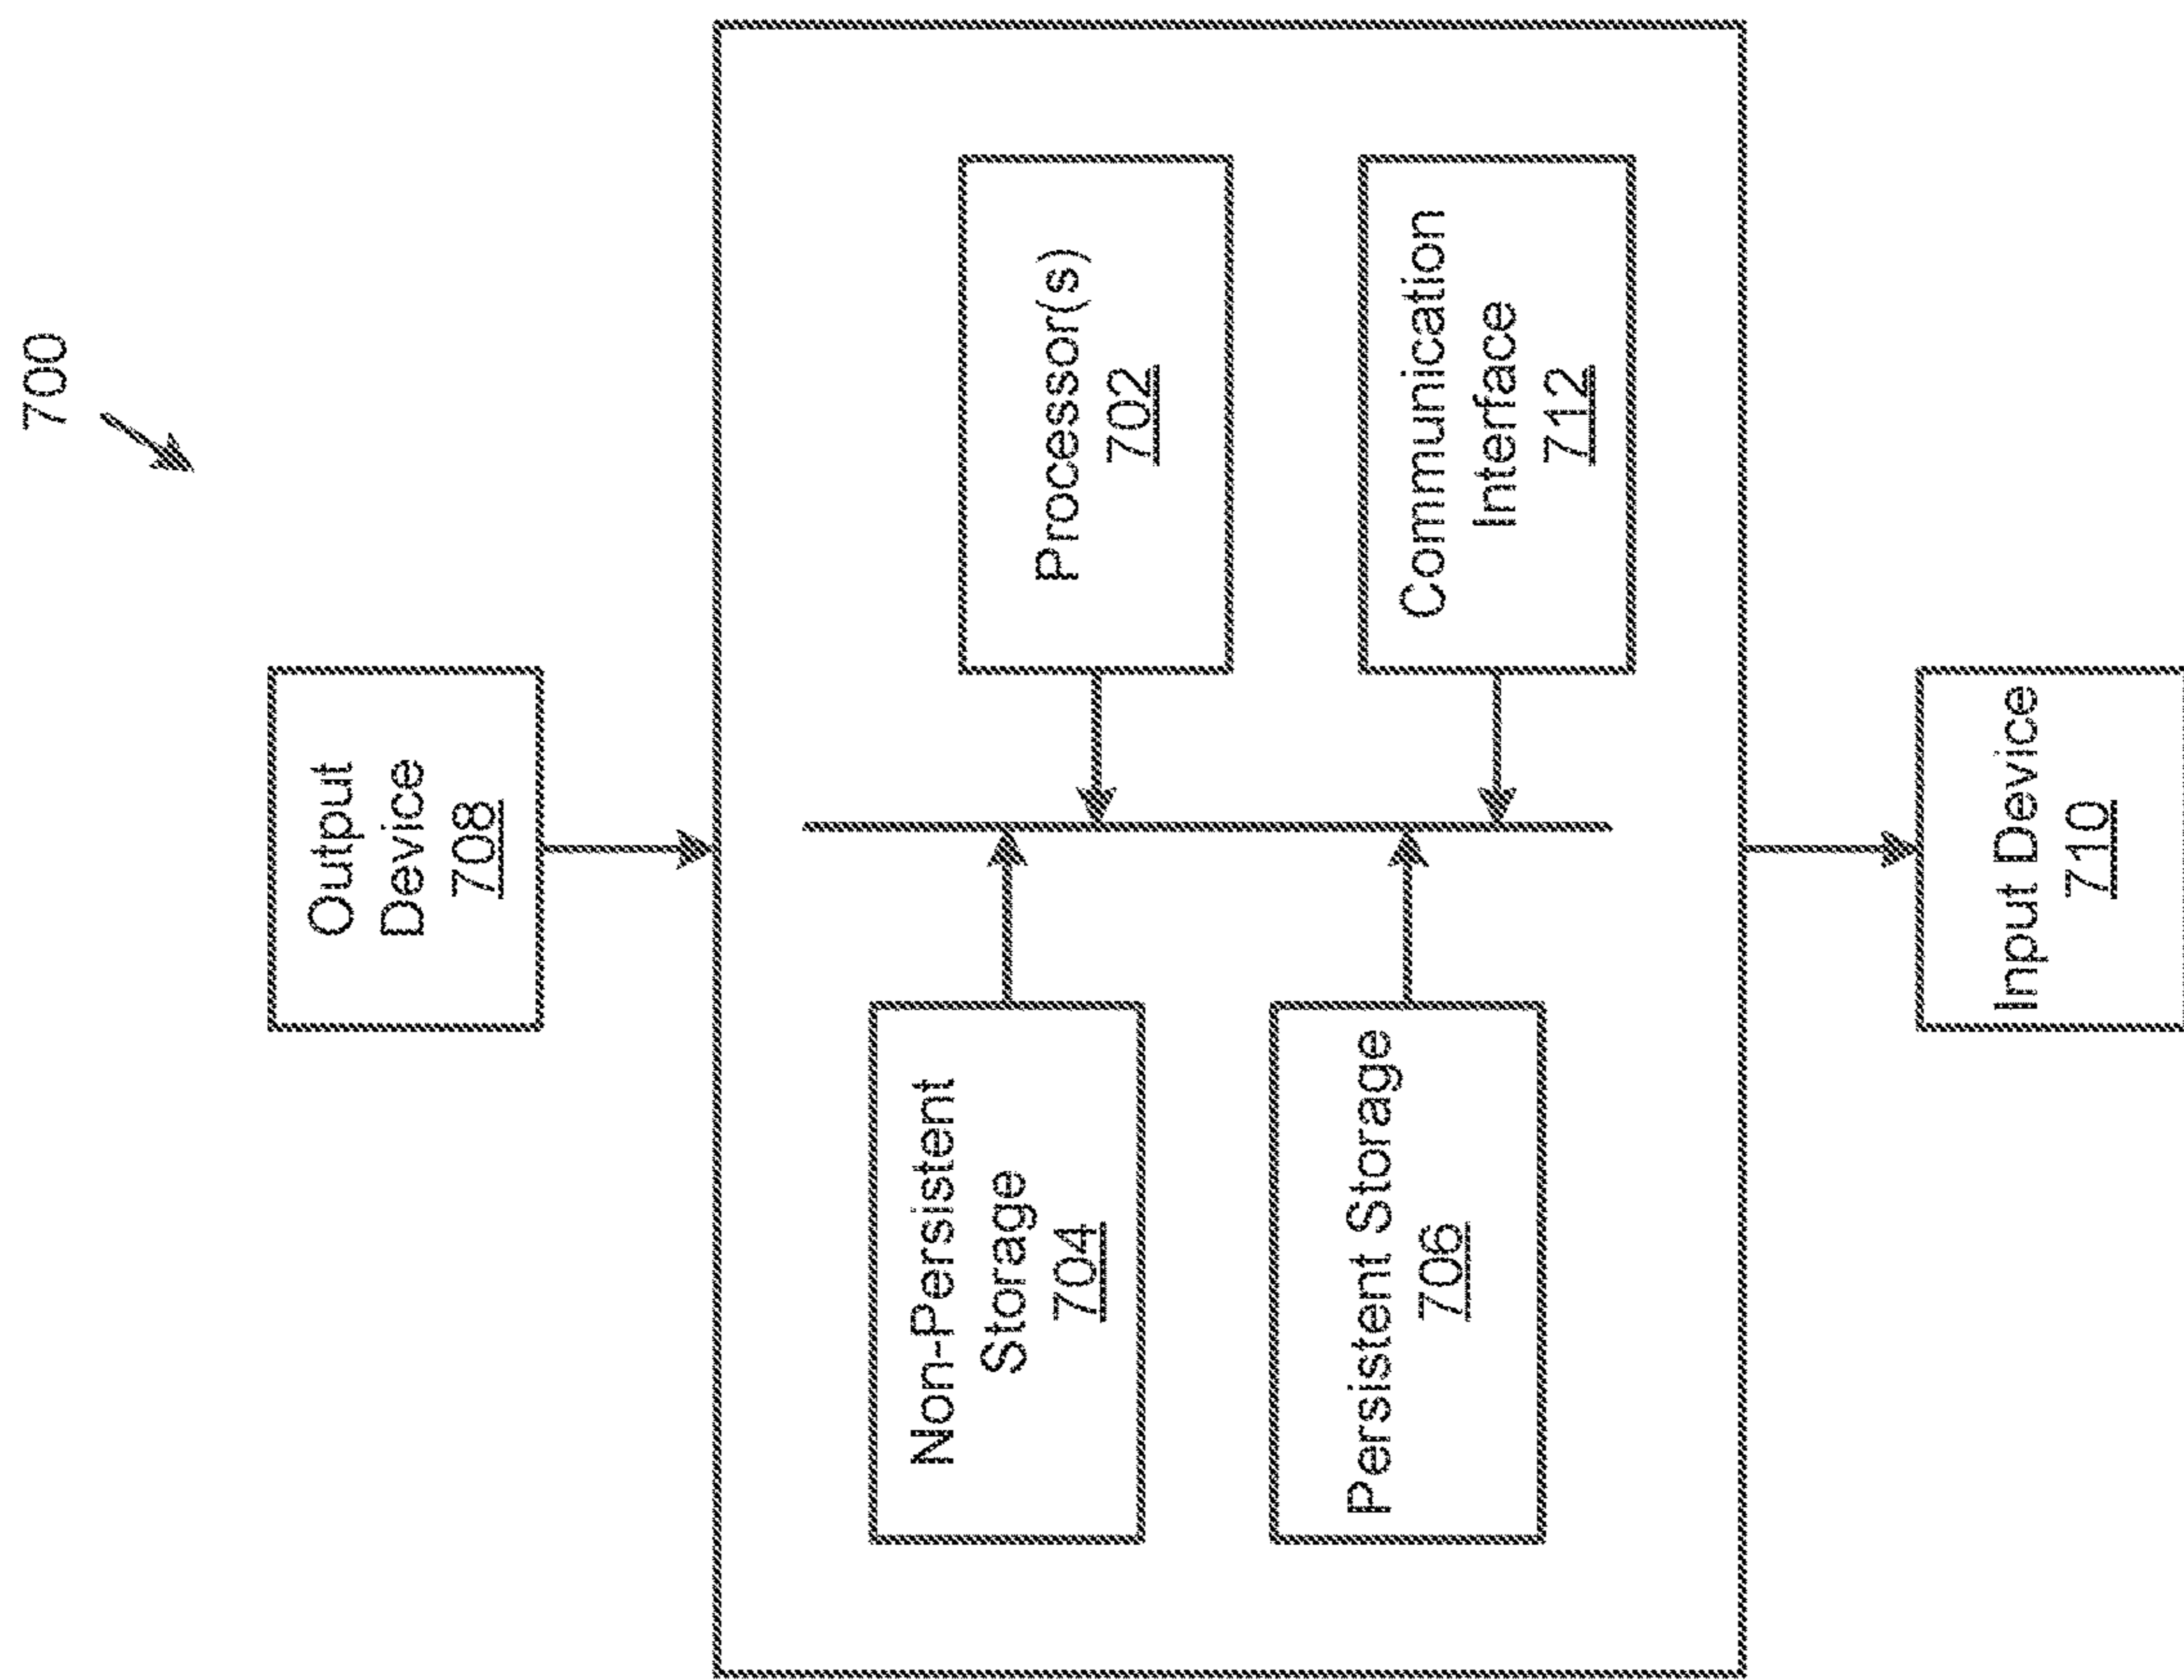 700
Output
Device
708
Non-Persistent
Storage
704
Processor(s)
702
Persistent Storage
706
Communication
Interface
712
Input Device
710